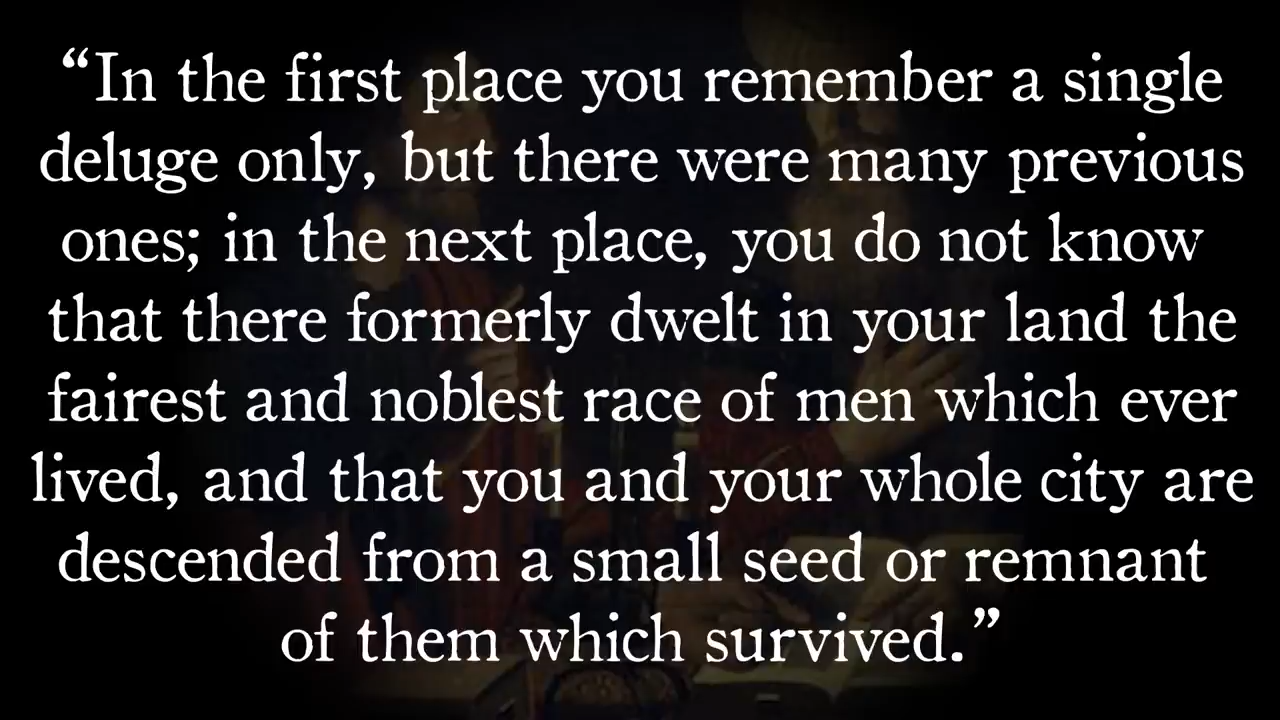 “In the first place you remember a single
deluge only, but there were many previous
ones; in the next place, you do not know
that there formerly dwelt in your land the
fairest and noblest race of men which ever
lived, and that you and your whole city are
descended from a small seed or remnant
of them which survived.”